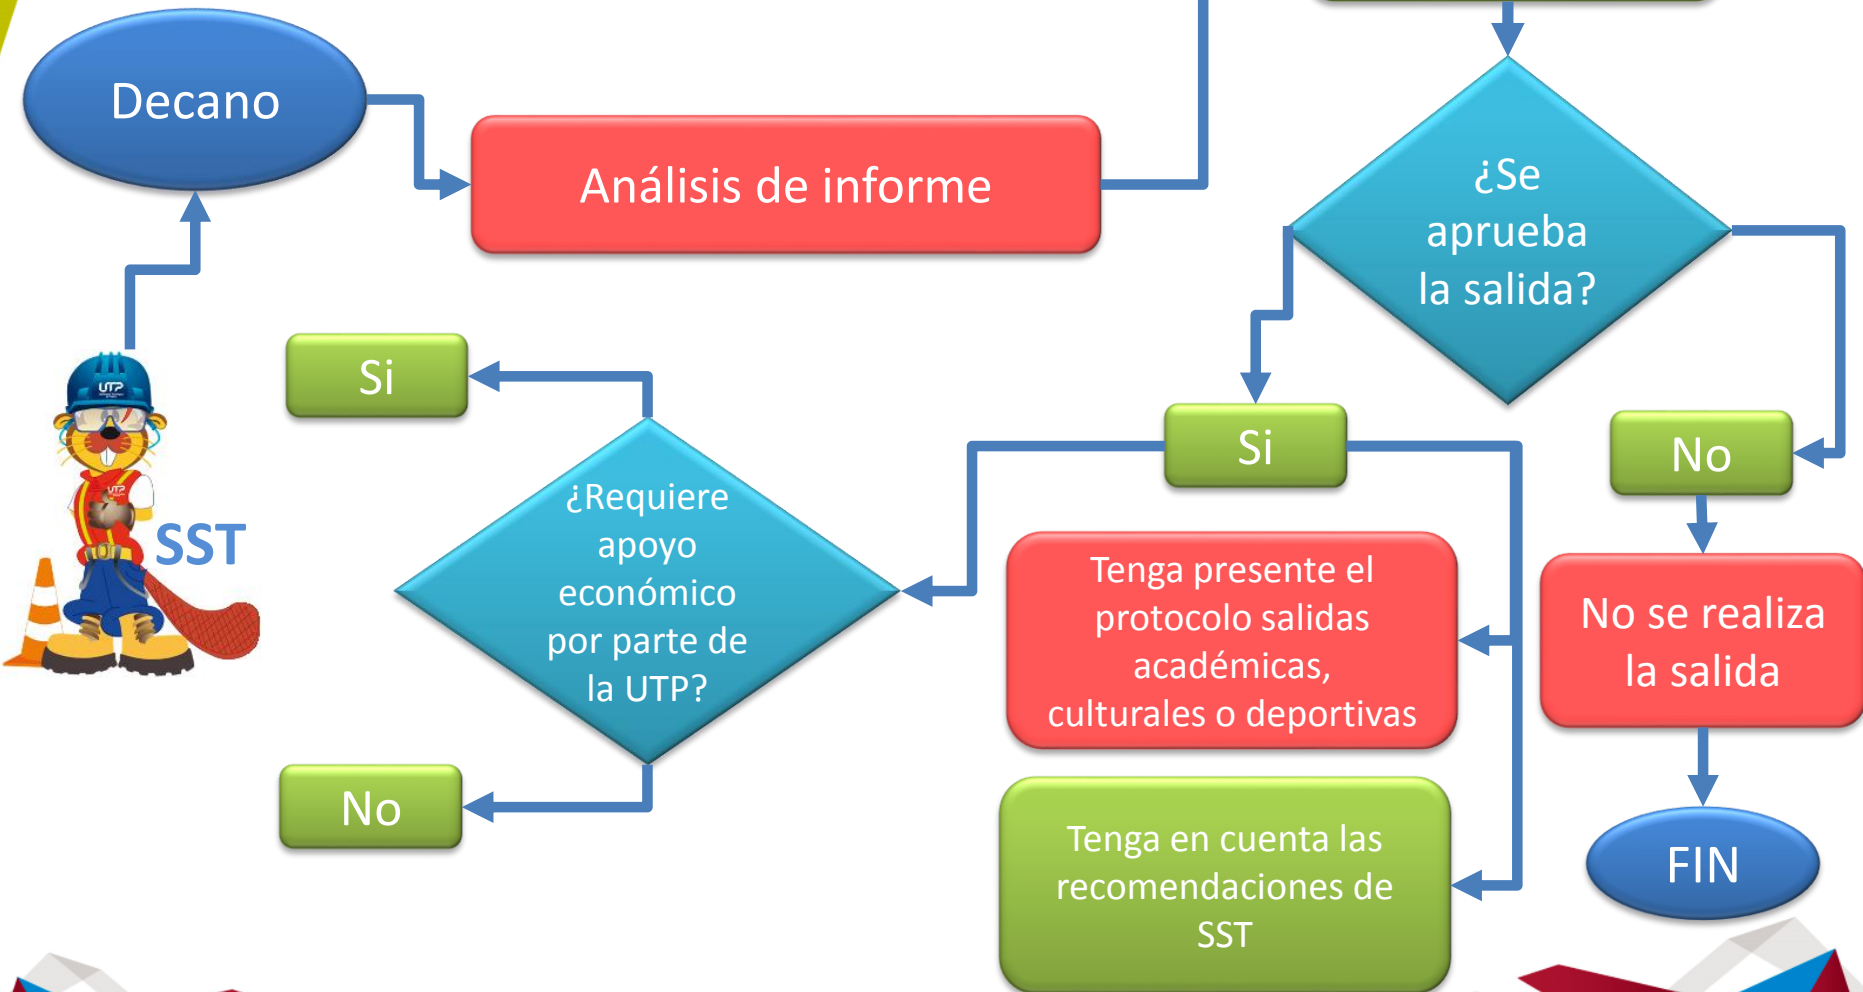 Decano
Análisis de informe
¿Se
aprueba
la salida?
Si
Si
No
UTP
¿Requiere
apoyo
económico
por parte de
la UTP?
UTP
SST
Tenga presente el
protocolo salidas
académicas,
culturales o deportivas
No se realiza
la salida
No
Tenga en cuenta las
recomendaciones de
SST
FIN